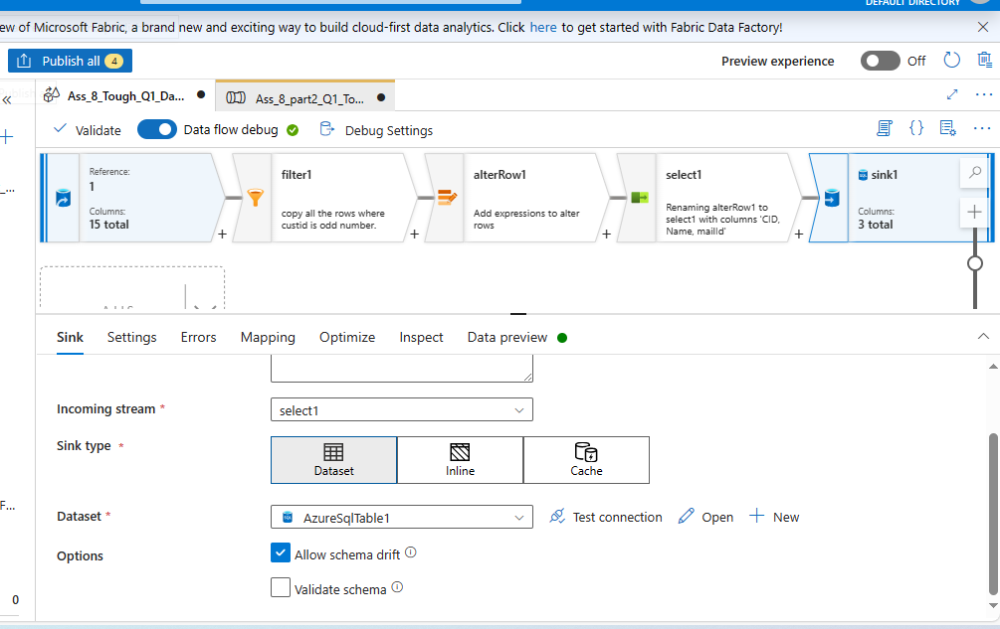 DEFAULT DIRECTORY
ew of Microsoft Fabric, a brand new and exciting way to build cloud-first data analytics. Click here to get started with Fabric Data Factory!
Publish all 4
Preview experience Off
«
Ass_8_Tough_Q1_Da... ●
Ass_8_part2_Q1_To... ●
Validate Data flow debug Debug Settings
{} ...
Reference:
1
Columns:
15 total
+
filter1
copy all the rows where
custid is odd number.
+
alterRow1
Add expressions to alter
rows
+
select1
Renaming alterRow1 to
select1 with columns 'CID,
Name, mailId'
+
sink1
Columns:
3 total
+
Sink Settings Errors Mapping Optimize Inspect Data preview
Incoming stream *
select1
Sink type *
Dataset
Inline
Cache
Dataset *
AzureSqlTable1
Test connection Open New
Options
Allow schema drift
Validate schema
_...
F...
0